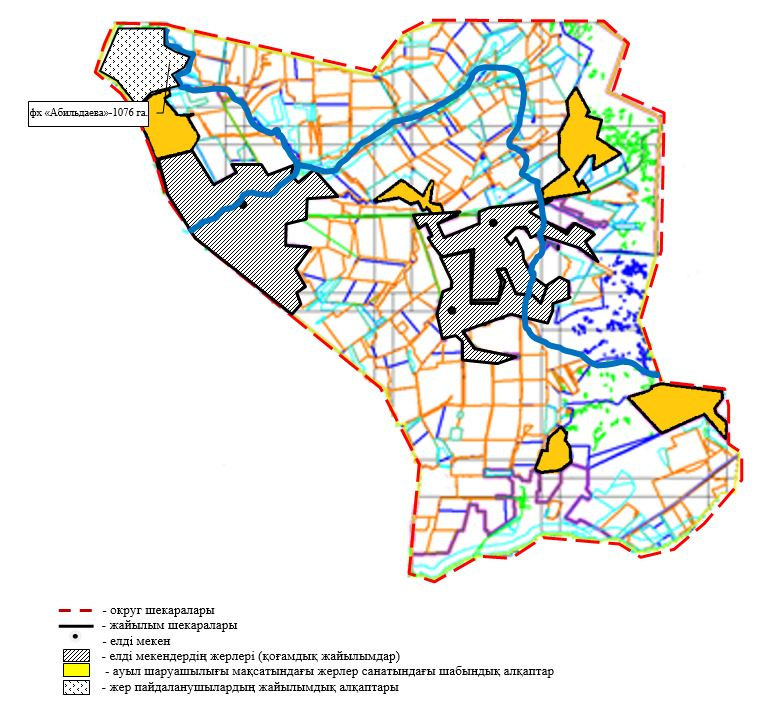 фх «Абильдаева»-1076 га.
- округ шекаралары
- жайылым шекаралары
- елді мекен
- елді мекендердің жерлері (қоғамдық жайылымдар)
- ауыл шаруашылығы мақсатындағы жерлер санатындағы шабындық алқаптар
- жер пайдаланушылардың жайылымдық алқаптары